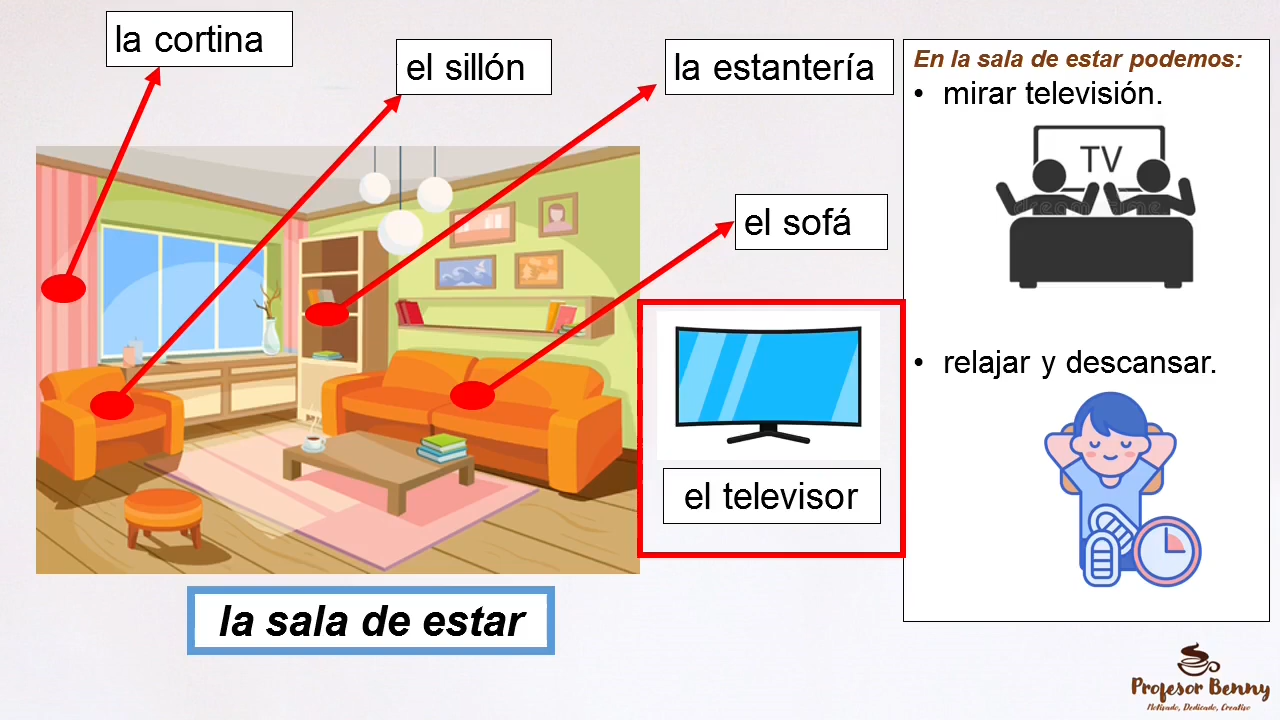 la cortina
el sillón
la estantería
el sofá
el televisor
la sala de estar
En la sala de estar podemos:
• mirar televisión.
TV
dreamstime
• relajar y descansar.
Profesor Benny
Motivado, Dedicado, Creativo